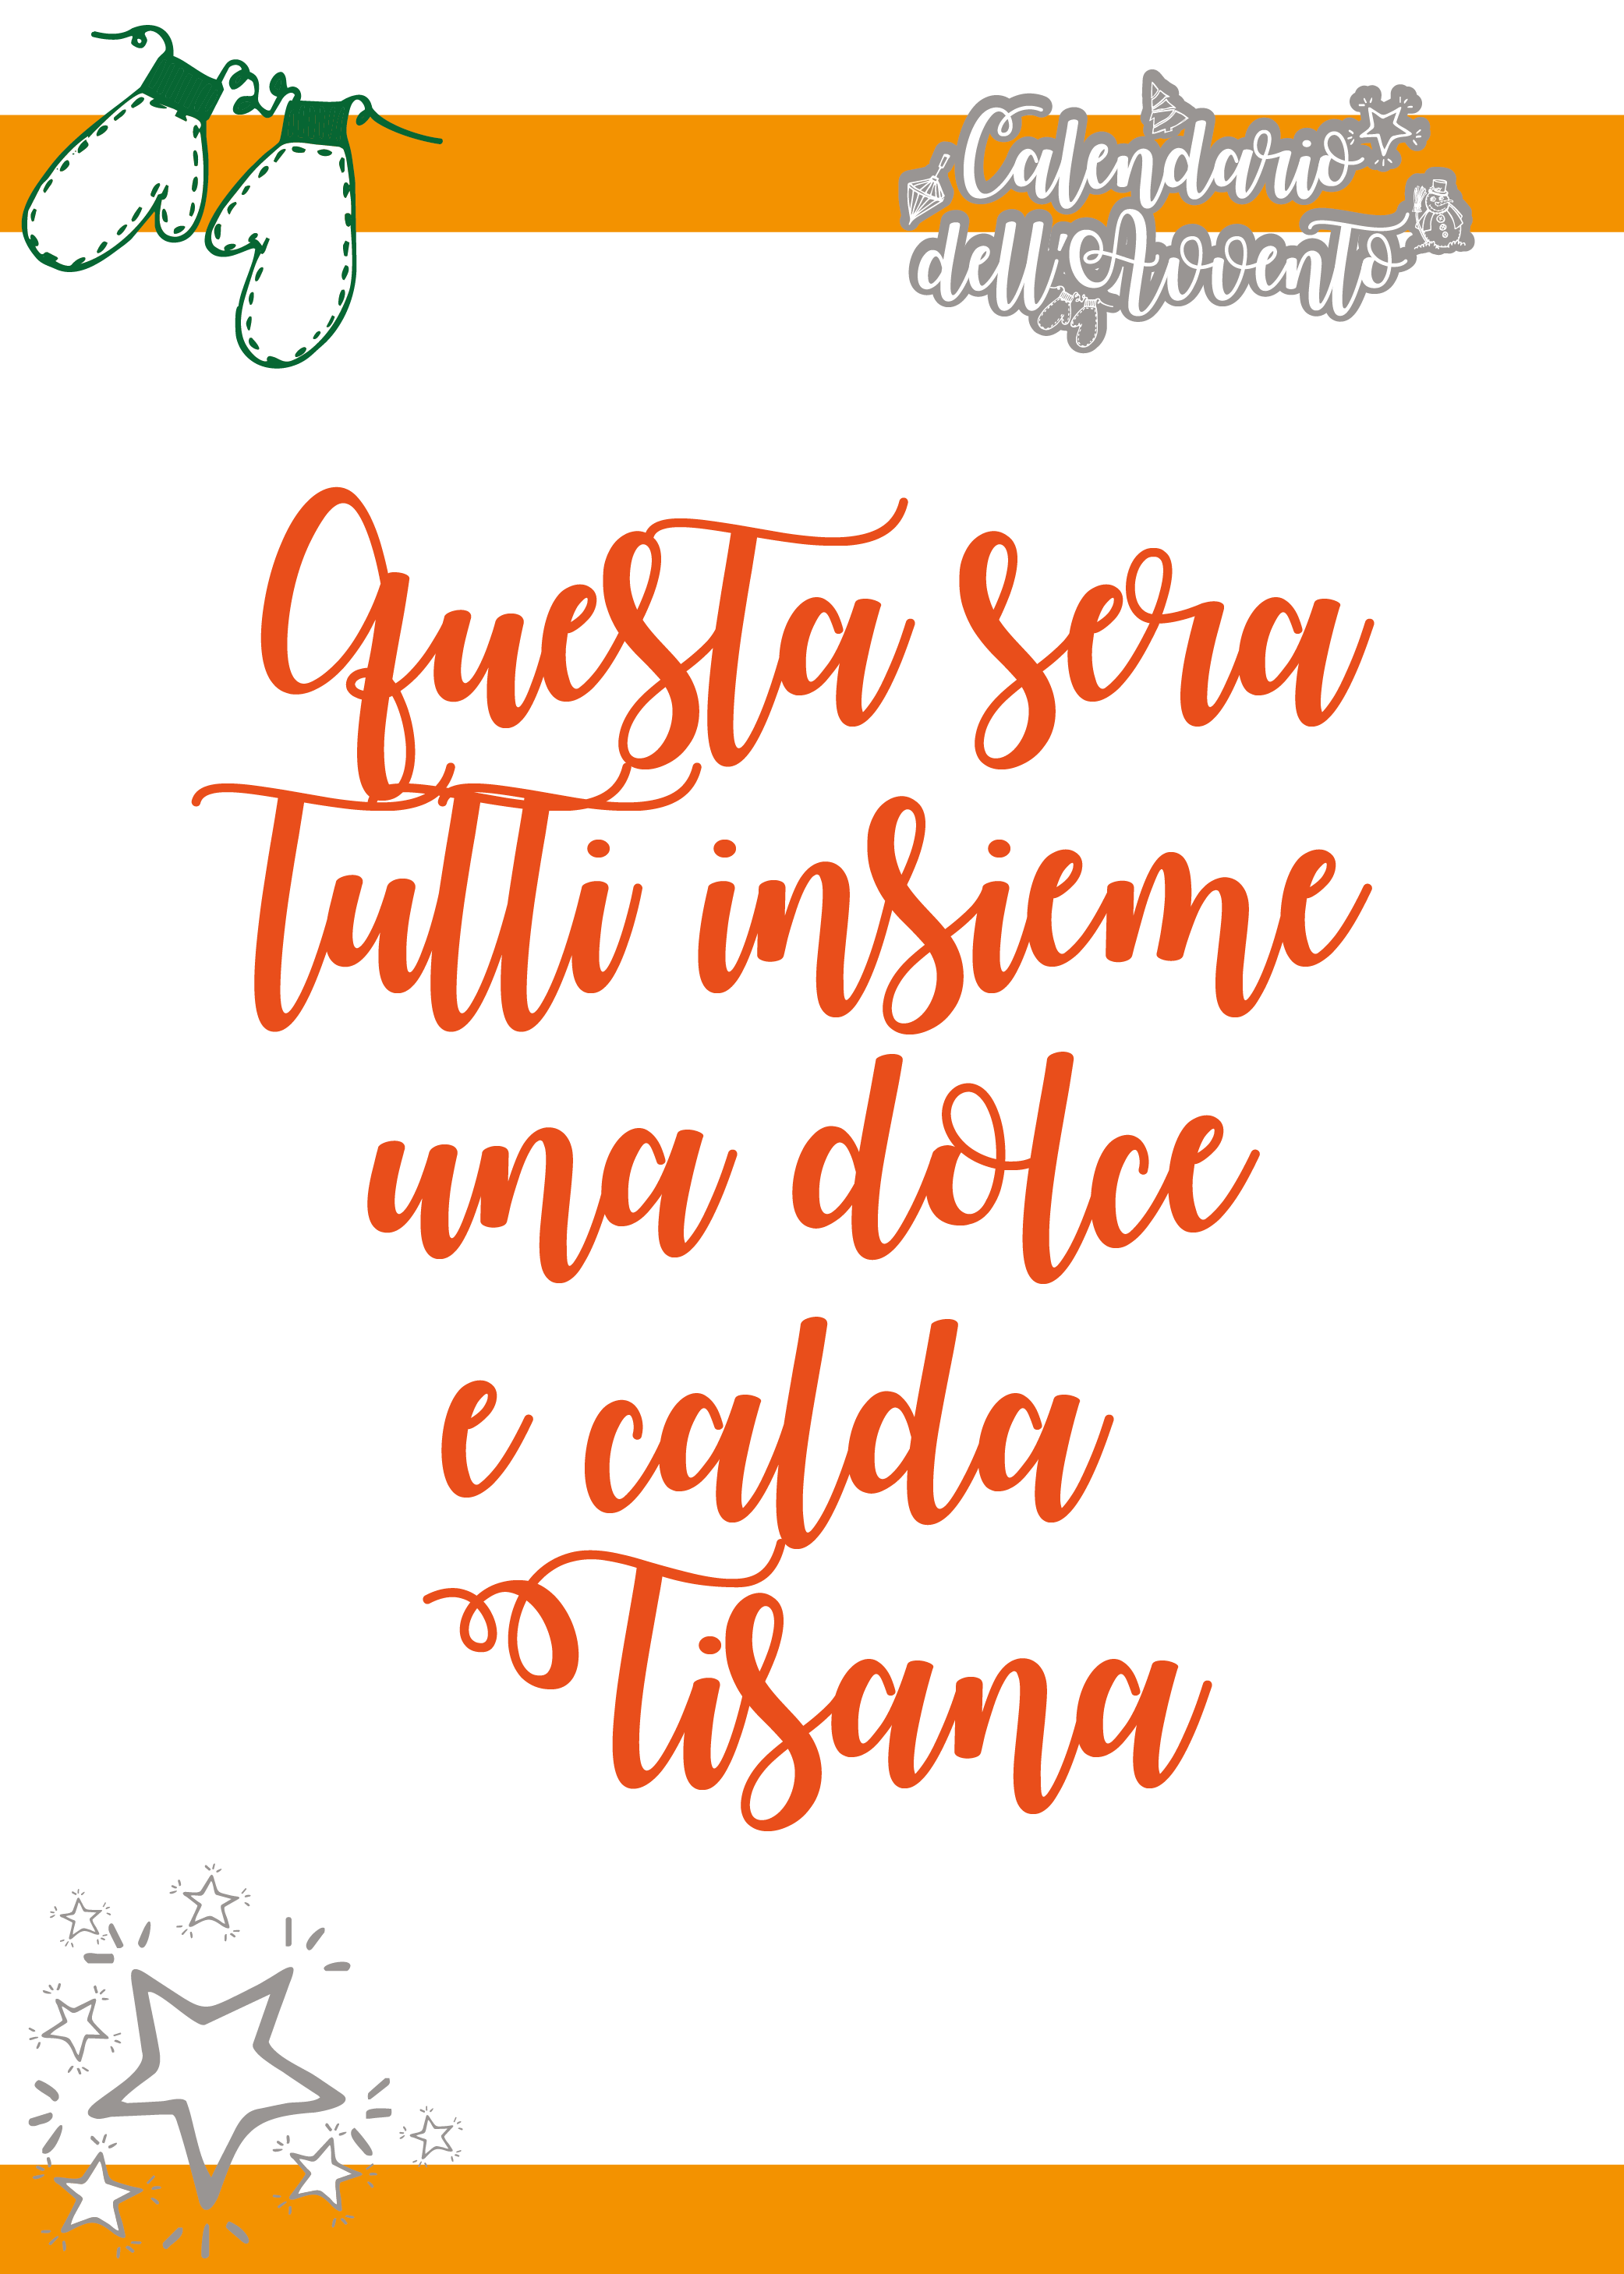 Calendario
dell'Avvento
Questa sera
Tutti insieme
una dolce
e calda
Tisana